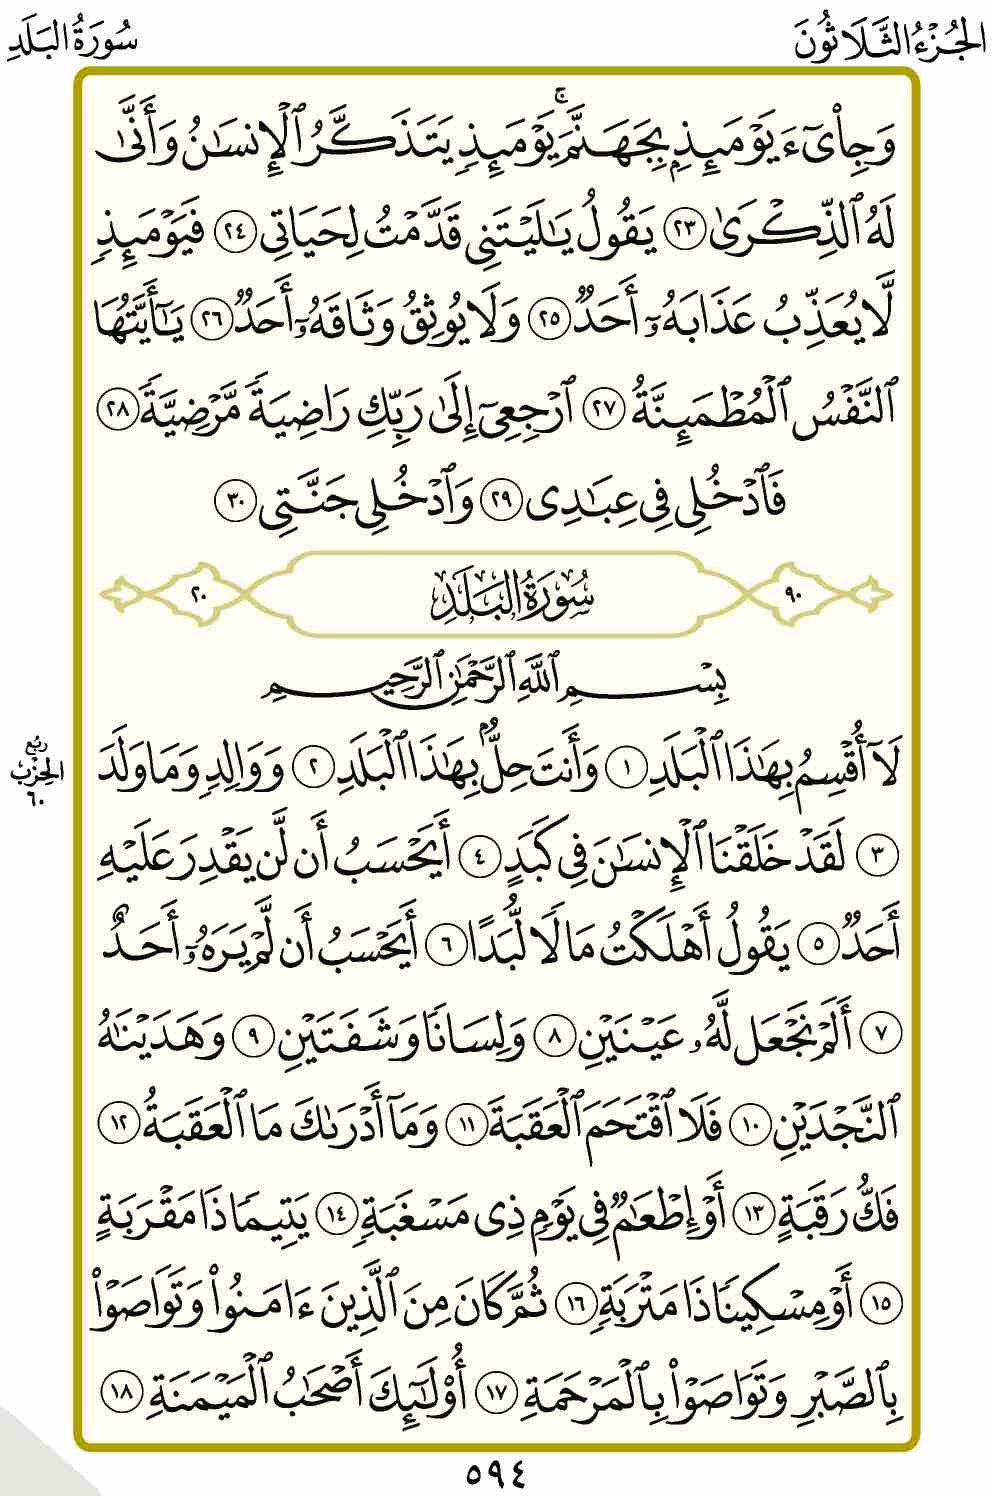 الجُزْءُ الثَّلَاثُونَ
سُورَةُ البَلَدِ
وَجِاْىٓءَ يَوْمَئِذِۭ بِجَهَنَّمَۚ يَوْمَئِذٖ يَتَذَكَّرُ ٱلْإِنسَٰنُ وَأَنَّىٰ
لَهُ ٱلذِّكْرَىٰ ٢٣ يَقُولُ يَٰلَيْتَنِى قَدَّمْتُ لِحَيَاتِى ٢٤ فَيَوْمَئِذٖ
لَّا يُعَذِّبُ عَذَابَهُۥٓ أَحَدٞ ٢٥ وَلَا يُوثِقُ وَثَاقَهُۥٓ أَحَدٞ ٢٦ يَٰٓأَيَّتُهَا
ٱلنَّفْسُ ٱلْمُطْمَئِنَّةُ ٢٧ ٱرْجِعِىٓ إِلَىٰ رَبِّكِ رَاضِيَةٗ مَّرْضِيَّةٗ ٢٨
فَٱدْخُلِى فِى عِبَٰدِى ٢٩ وَٱدْخُلِى جَنَّتِى ٣٠
٩٠ سُورَةُ البَلَدِ ٢٠
بِسْمِ ٱللَّهِ ٱلرَّحْمَٰنِ ٱلرَّحِيمِ
لَآ أُقْسِمُ بِهَٰذَا ٱلْبَلَدِ ١ وَأَنتَ حِلُّۢ بِهَٰذَا ٱلْبَلَدِ ٢ وَوَالِدٖ وَمَا وَلَدَ
٣ لَقَدْ خَلَقْنَا ٱلْإِنسَٰنَ فِى كَبَدٍ ٤ أَيَحْسَبُ أَن لَّن يَقْدِرَ عَلَيْهِ
أَحَدٞ ٥ يَقُولُ أَهْلَكْتُ مَالٗا لُّبَدًا ٦ أَيَحْسَبُ أَن لَّمْ يَرَهُۥٓ أَحَدٌ
٧ أَلَمْ نَجْعَل لَّهُۥ عَيْنَيْنِ ٨ وَلِسَانٗا وَشَفَتَيْنِ ٩ وَهَدَيْنَٰهُ
ٱلنَّجْدَيْنِ ١٠ فَلَا ٱقْتَحَمَ ٱلْعَقَبَةَ ١١ وَمَآ أَدْرَىٰكَ مَا ٱلْعَقَبَةُ ١٢
فَكُّ رَقَبَةٍ ١٣ أَوْ إِطْعَٰمٞ فِى يَوْمٖ ذِى مَسْغَبَةٖ ١٤ يَتِيمٗا ذَا مَقْرَبَةٍ
١٥ أَوْ مِسْكِينٗا ذَا مَتْرَبَةٖ ١٦ ثُمَّ كَانَ مِنَ ٱلَّذِينَ ءَامَنُواْ وَتَوَاصَوْاْ
بِٱلصَّبْرِ وَتَوَاصَوْاْ بِٱلْمَرْحَمَةِ ١٧ أُوْلَٰٓئِكَ أَصْحَٰبُ ٱلْمَيْمَنَةِ ١٨
رُبْع
الحِزْب
٦٠
٥٩٤